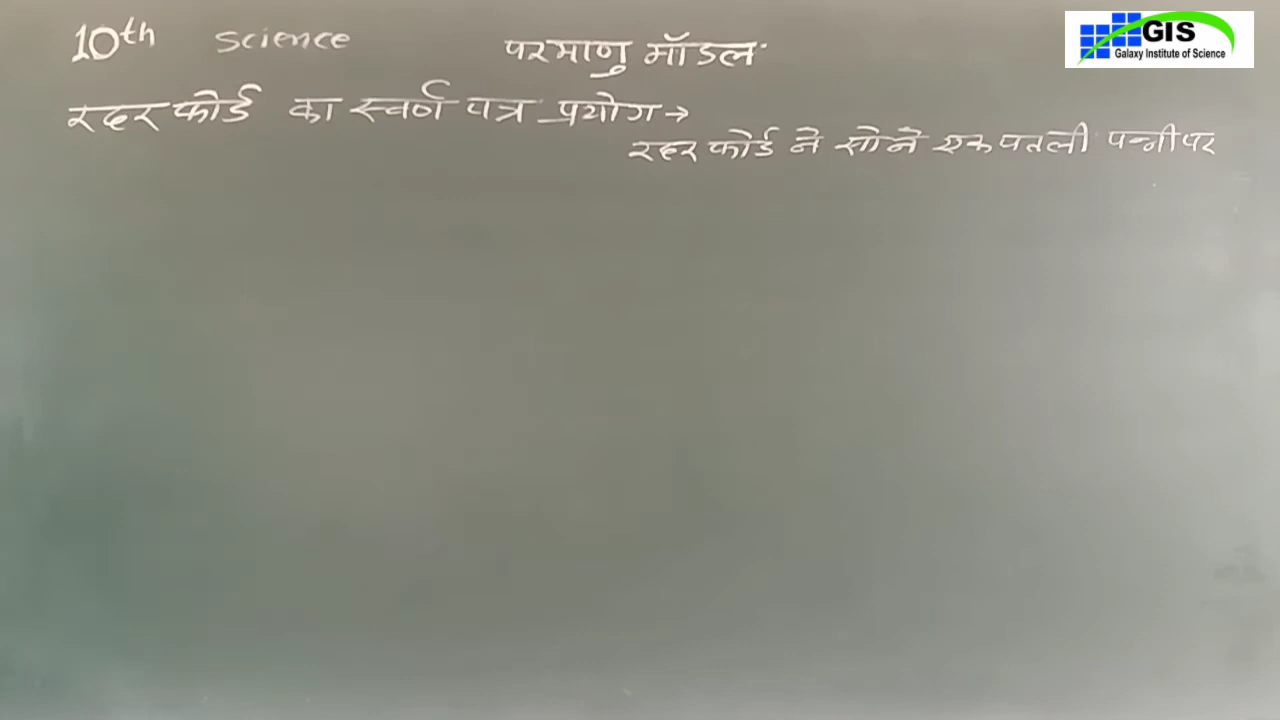 10th Science परमाणु मॉडल
GIS
Galaxy Institute of Science
रदरफोर्ड का स्वर्ण पत्र प्रयोग →
रदरफोर्ड ने सोने एक पतली पन्नी पर